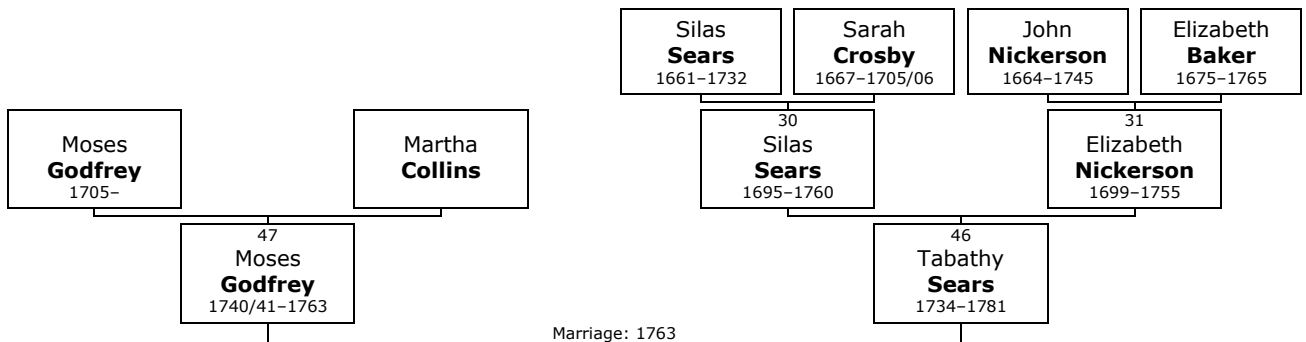 Silas
Sears
1661–1732
Sarah
Crosby
1667–1705/06
John
Nickerson
1664–1745
Elizabeth
Baker
1675–1765
Moses
Godfrey
1705–
Martha
Collins
30
Silas
Sears
1695–1760
31
Elizabeth
Nickerson
1699–1755
47
Moses
Godfrey
1740/41–1763
46
Tabathy
Sears
1734–1781
Marriage: 1763